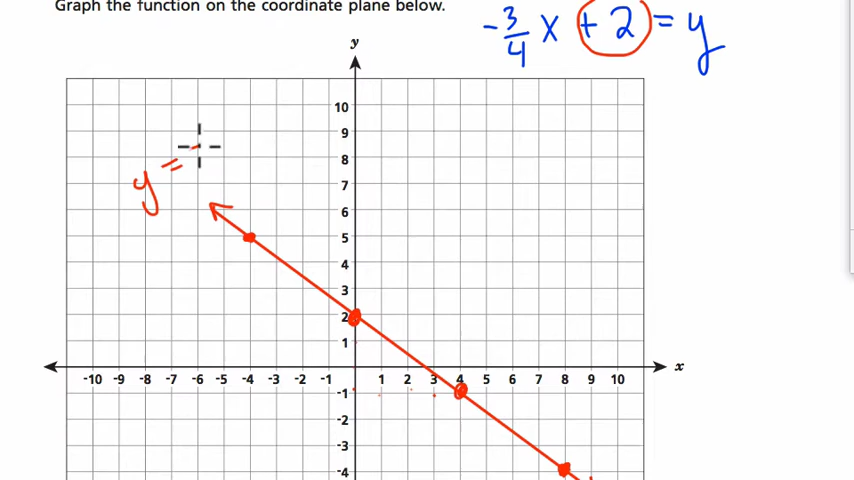 Graph the function on the coordinate plane below.
-3/4 x + 2 = y
y
10
9
8
7
6
5
4
3
2
1
y = -
-10 -9 -8 -7 -6 -5 -4 -3 -2 -1 1 2 3 4 5 6 7 8 9 10 x
-1
-2
-3
-4